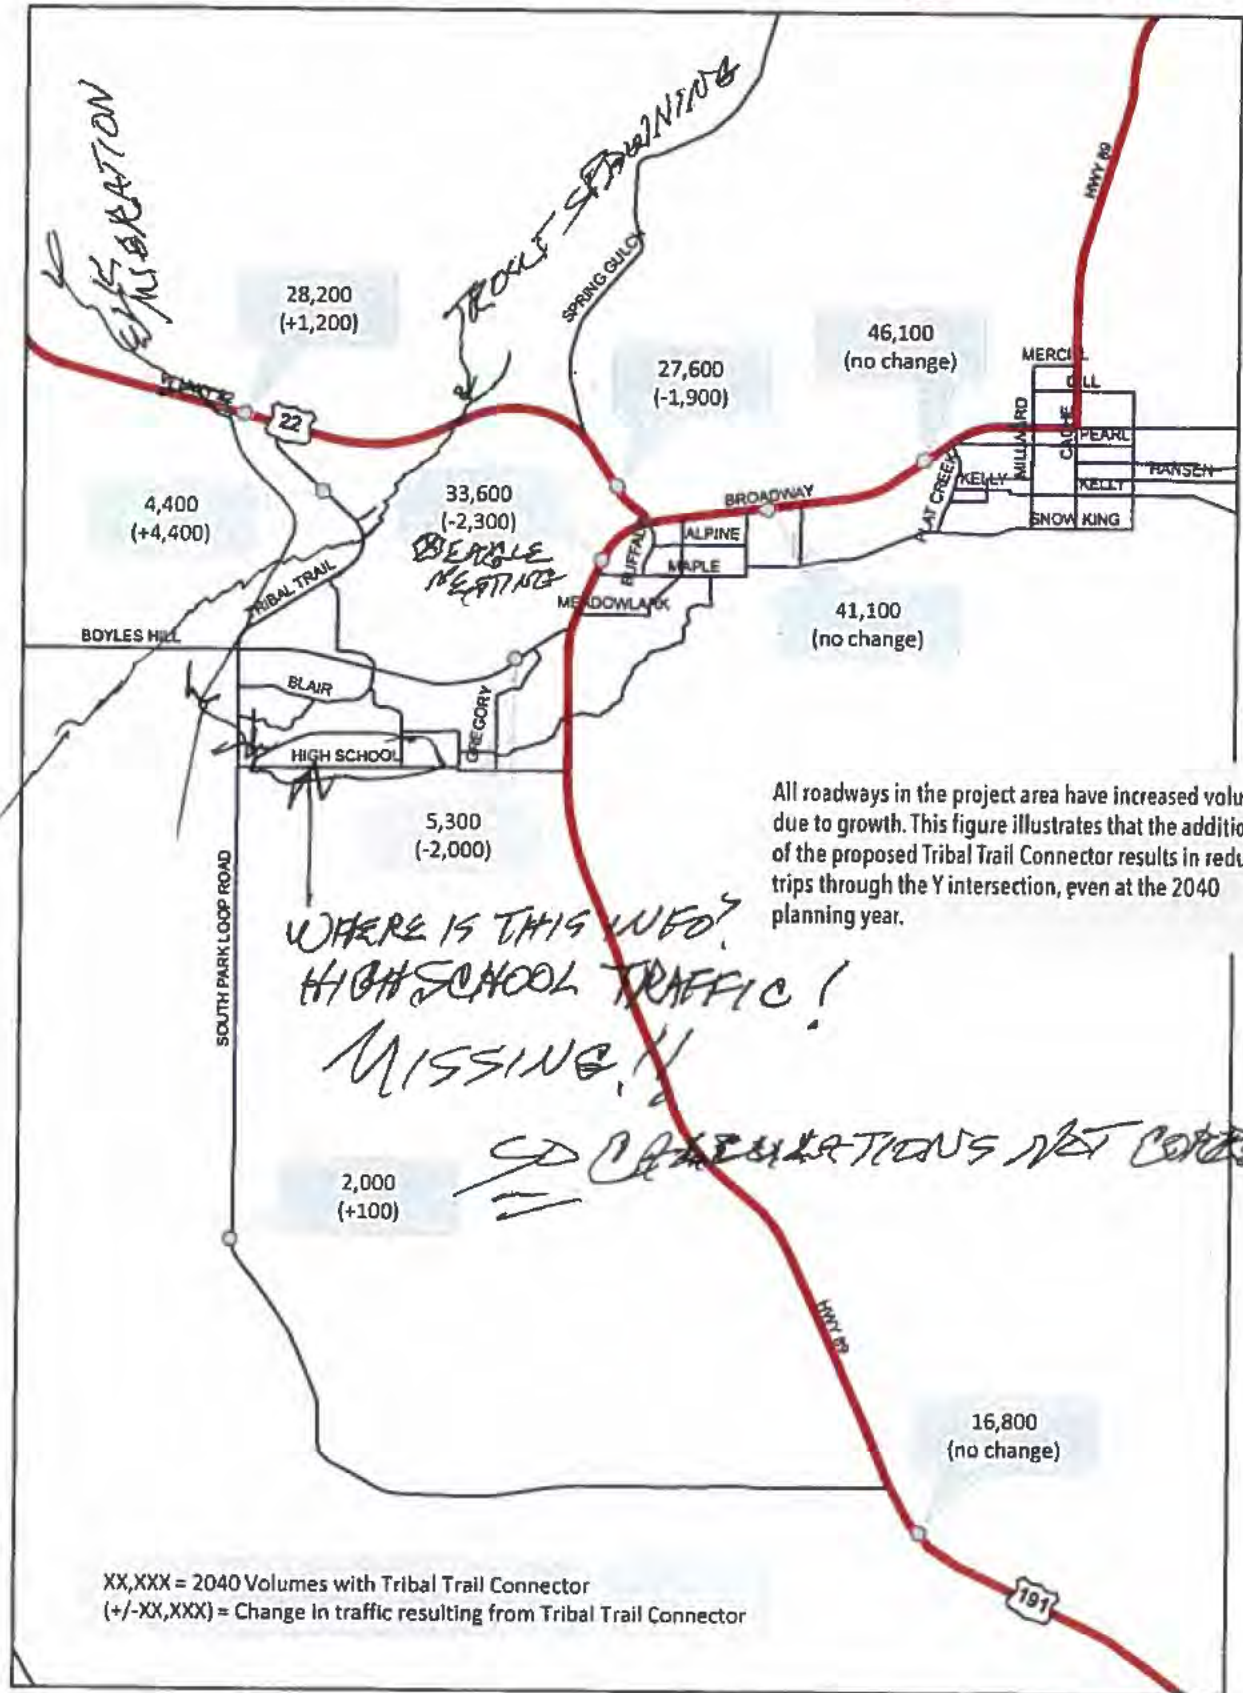 ELK
MIGRATION
TROUT SPAWNING
HWY 89
SPRING GULCH
28,200
(+1,200)
27,600
(-1,900)
46,100
(no change)
MERCILL
GILL
MILLWARD
CACHE
PEARL
HANSEN
KELLY
KELLY
SNOW KING
FLAT CREEK
22
4,400
(+4,400)
33,600
(-2,300)
NESTING
BROADWAY
ALPINE
BUFFALO
MAPLE
MEADOWLARK
41,100
(no change)
TRIBAL TRAIL
BOYLES HILL
BLAIR
GREGORY
HIGH SCHOOL
5,300
(-2,000)
All roadways in the project area have increased volu
due to growth. This figure illustrates that the additio
of the proposed Tribal Trail Connector results in redu
trips through the Y intersection, even at the 2040
planning year.
SOUTH PARK LOOP ROAD
WHERE IS THIS INFO?
HIGH SCHOOL TRAFFIC!
MISSING!!
SO CALCULATIONS NOT
2,000
(+100)
HWY 89
16,800
(no change)
191
XX,XXX = 2040 Volumes with Tribal Trail Connector
(+/-XX,XXX) = Change in traffic resulting from Tribal Trail Connector